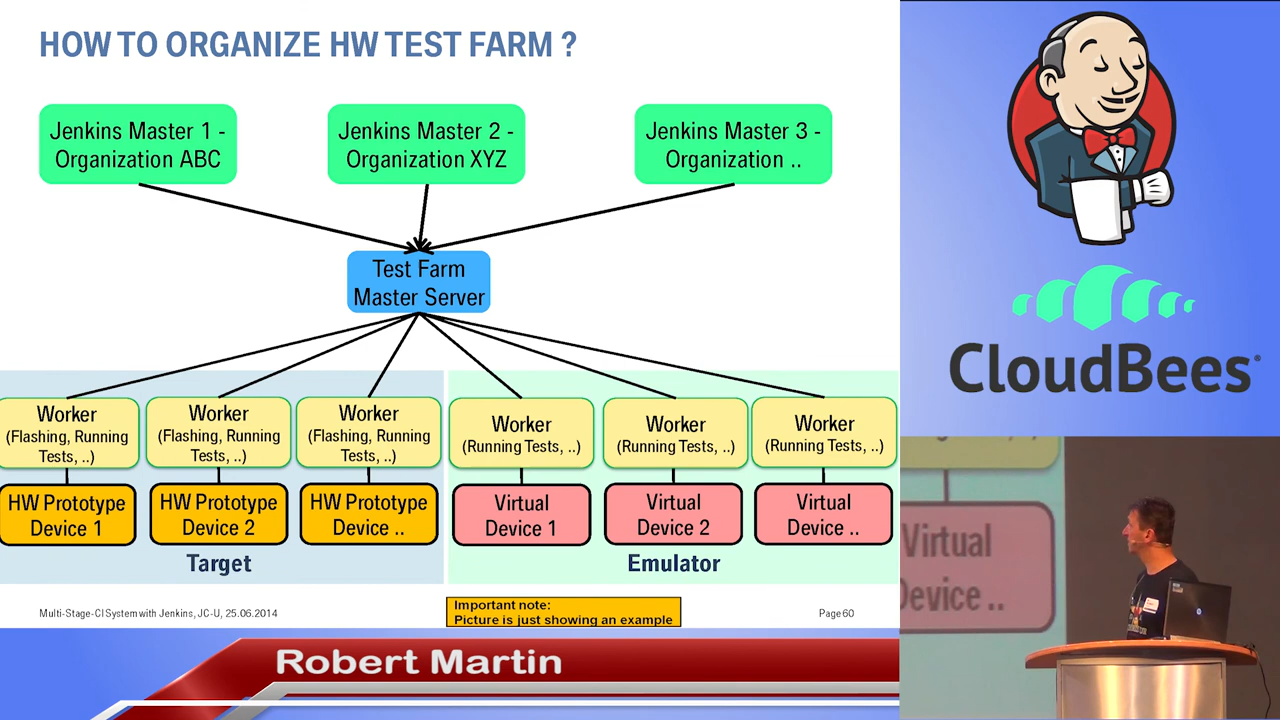 HOW TO ORGANIZE HW TEST FARM ?
Jenkins Master 1 -
Organization ABC
Jenkins Master 2 -
Organization XYZ
Jenkins Master 3 -
Organization ..
Test Farm
Master Server
Worker
(Flashing, Running
Tests, ..)
Worker
(Flashing, Running
Tests, ..)
Worker
(Flashing, Running
Tests, ..)
Worker
(Running Tests, ..)
Worker
(Running Tests, ..)
Worker
(Running Tests, ..)
HW Prototype
Device 1
HW Prototype
Device 2
HW Prototype
Device ..
Virtual
Device 1
Virtual
Device 2
Virtual
Device ..
Target
Emulator
Multi-Stage-CI System with Jenkins, JC-U, 25.06.2014
Important note:
Picture is just showing an example
Page 60
Robert Martin
CloudBees
Virtual
Device ..